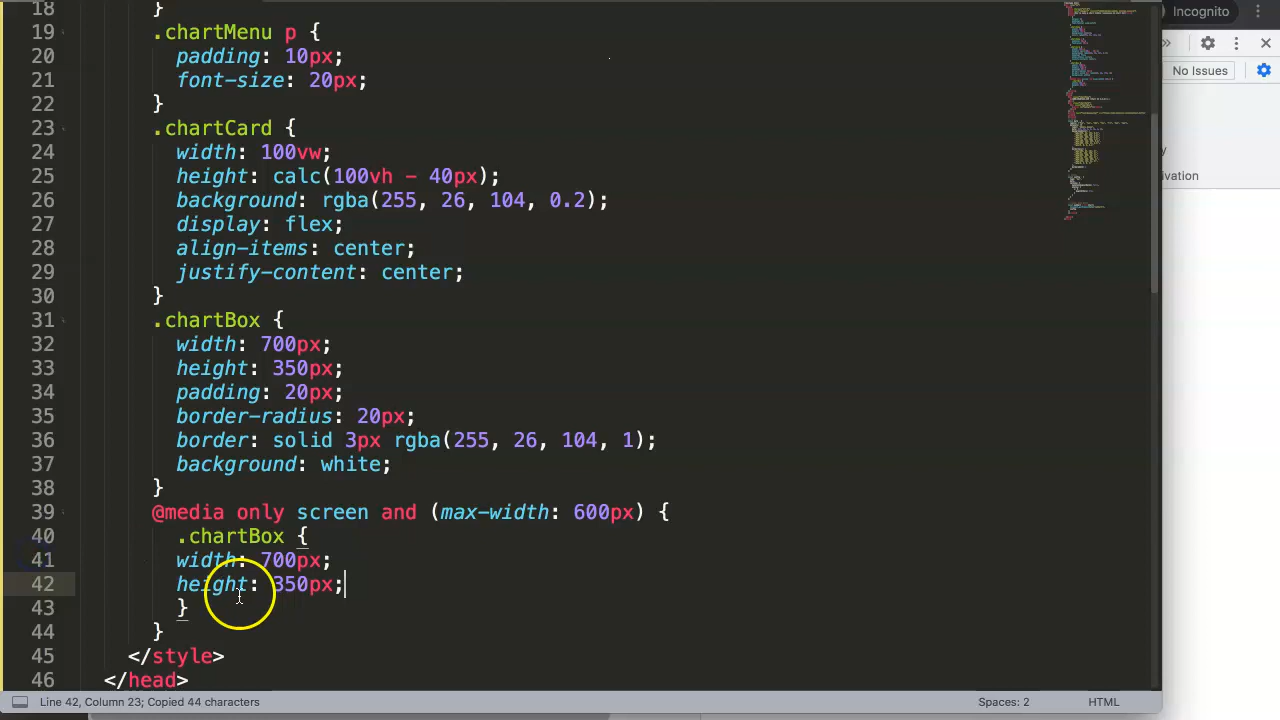 Incognito
No Issues
ivation
18 }
19 .chartMenu p {
20 padding: 10px;
21 font-size: 20px;
22 }
23 .chartCard {
24 width: 100vw;
25 height: calc(100vh - 40px);
26 background: rgba(255, 26, 104, 0.2);
27 display: flex;
28 align-items: center;
29 justify-content: center;
30 }
31 .chartBox {
32 width: 700px;
33 height: 350px;
34 padding: 20px;
35 border-radius: 20px;
36 border: solid 3px rgba(255, 26, 104, 1);
37 background: white;
38 }
39 @media only screen and (max-width: 600px) {
40 .chartBox {
41 width: 700px;
42 height: 350px;
43 }
44 }
45 </style>
46 </head>
Line 42, Column 23; Copied 44 characters
Spaces: 2
HTML